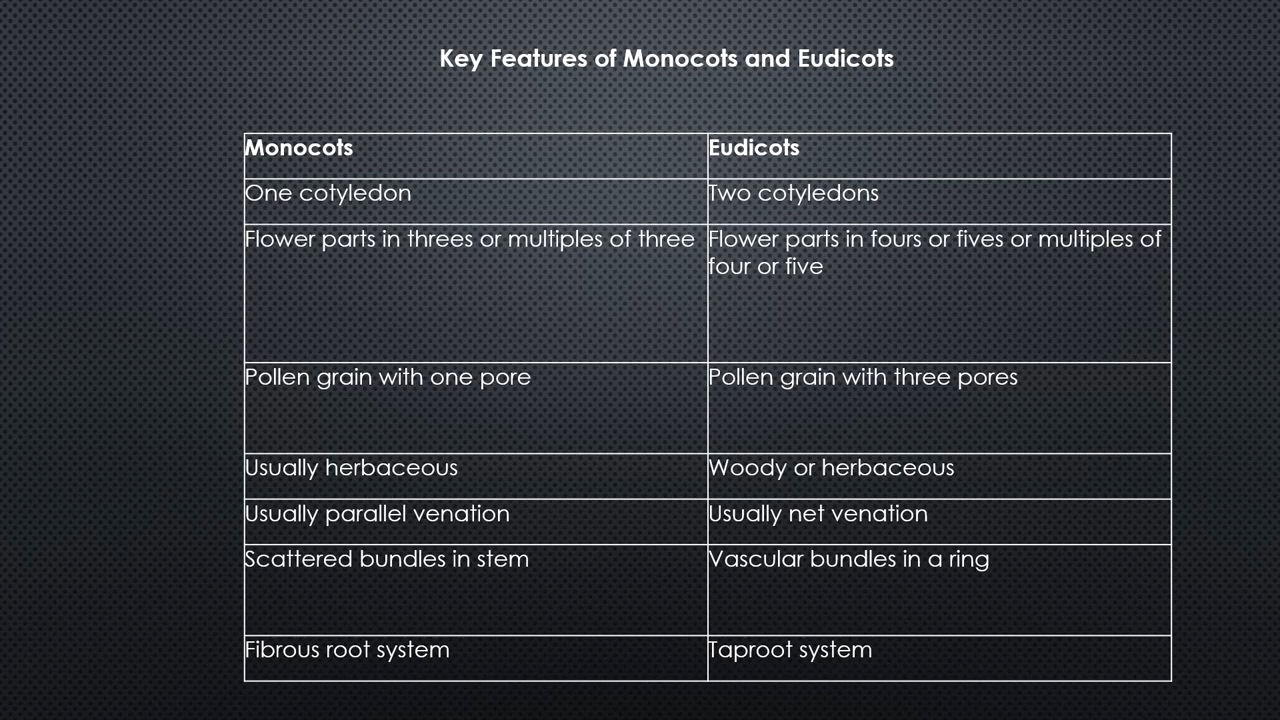 Key Features of Monocots and Eudicots
Monocots
Eudicots
One cotyledon
Two cotyledons
Flower parts in threes or multiples of three
Flower parts in fours or fives or multiples of
four or five
Pollen grain with one pore
Pollen grain with three pores
Usually herbaceous
Woody or herbaceous
Usually parallel venation
Usually net venation
Scattered bundles in stem
Vascular bundles in a ring
Fibrous root system
Taproot system